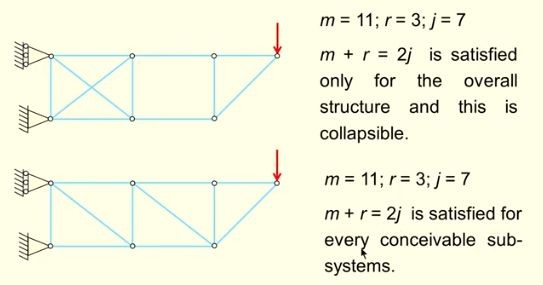 m = 11; r = 3; j = 7
m + r = 2j is satisfied
only for the overall
structure and this is
collapsible.
m = 11; r = 3; j = 7
m + r = 2j is satisfied for
every conceivable sub-
systems.